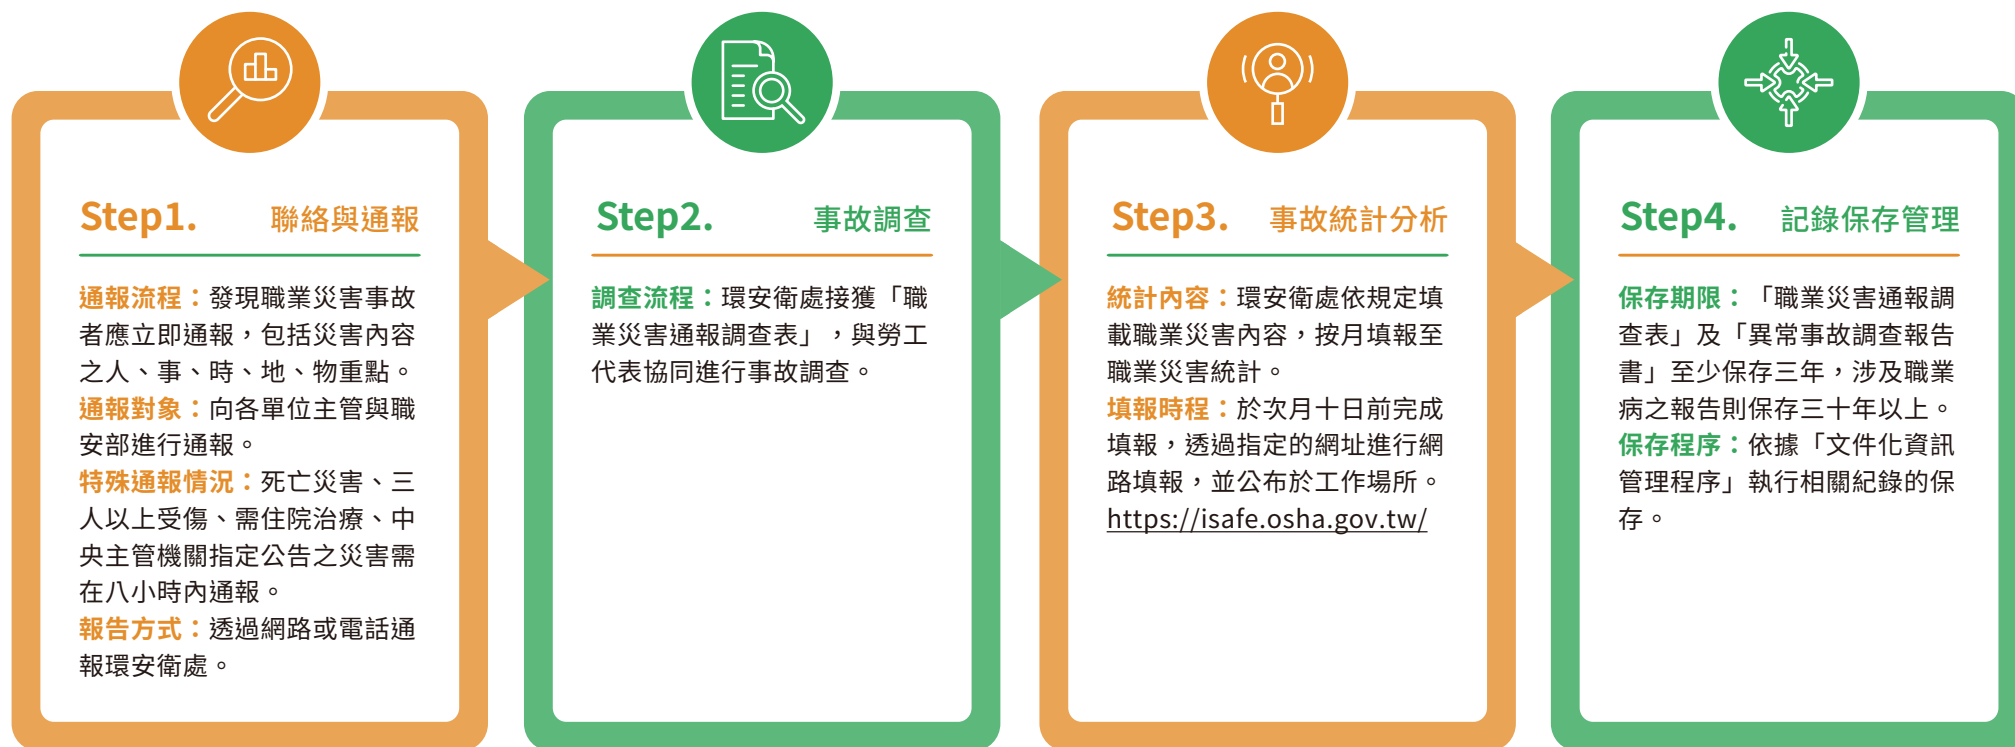 Step1. 聯絡與通報
通報流程：發現職業災害事故
者應立即通報，包括災害內容
之人、事、時、地、物重點。
通報對象：向各單位主管與職
安部進行通報。
特殊通報情況：死亡災害、三
人以上受傷、需住院治療、中
央主管機關指定公告之災害需
在八小時內通報。
報告方式：透過網路或電話通
報環安衛處。
Step2. 事故調查
調查流程：環安衛處接獲「職
業災害通報調查表」，與勞工
代表協同進行事故調查。
Step3. 事故統計分析
統計內容：環安衛處依規定填
載職業災害內容，按月填報至
職業災害統計。
填報時程：於次月十日前完成
填報，透過指定的網址進行網
路填報，並公布於工作場所。
https://isafe.osha.gov.tw/
Step4. 記錄保存管理
保存期限：「職業災害通報調
查表」及「異常事故調查報告
書」至少保存三年，涉及職業
病之報告則保存三十年以上。
保存程序：依據「文件化資訊
管理程序」執行相關紀錄的保
存。